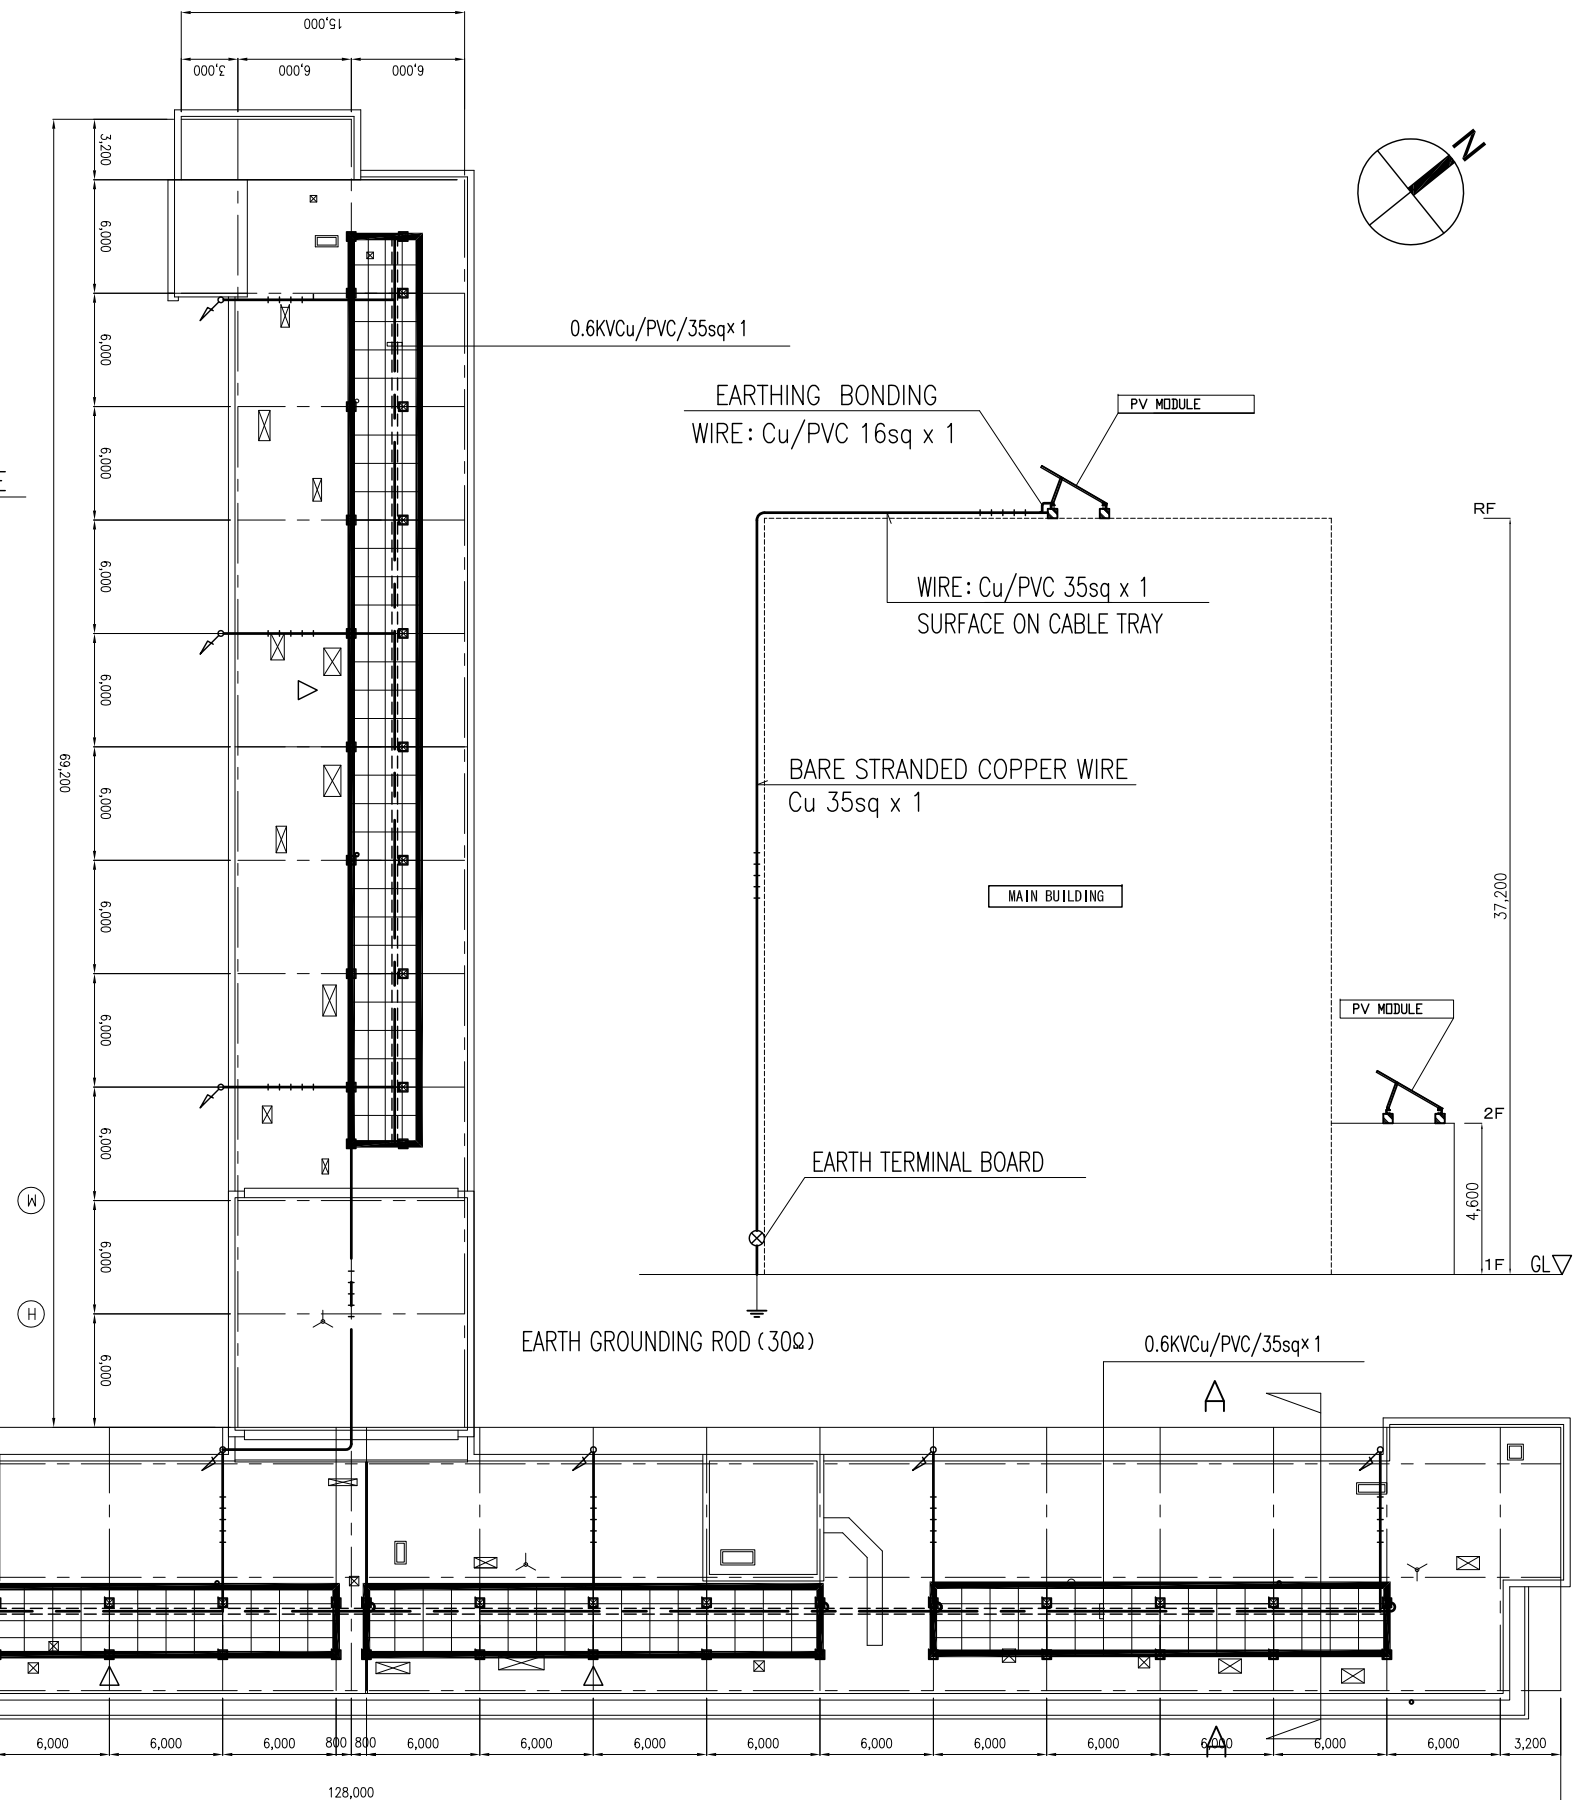 15,000
3,000
6,000
6,000
N
3,200
6,000
6,000
6,000
6,000
6,000
6,000
6,000
6,000
6,000
6,000
6,000
69,200
0.6KVCu/PVC/35sq×1
EARTHING BONDING
WIRE: Cu/PVC 16sq x 1
PV MODULE
E
RF
WIRE: Cu/PVC 35sq x 1
SURFACE ON CABLE TRAY
BARE STRANDED COPPER WIRE
Cu 35sq x 1
MAIN BUILDING
37,200
PV MODULE
2F
4,600
EARTH TERMINAL BOARD
1F
GL
M
H
EARTH GROUNDING ROD (30Ω)
0.6KVCu/PVC/35sq×1
A
A
6,000
6,000
6,000
800
800
6,000
6,000
6,000
6,000
6,000
6,000
6,000
6,000
6,000
6,000
3,200
128,000